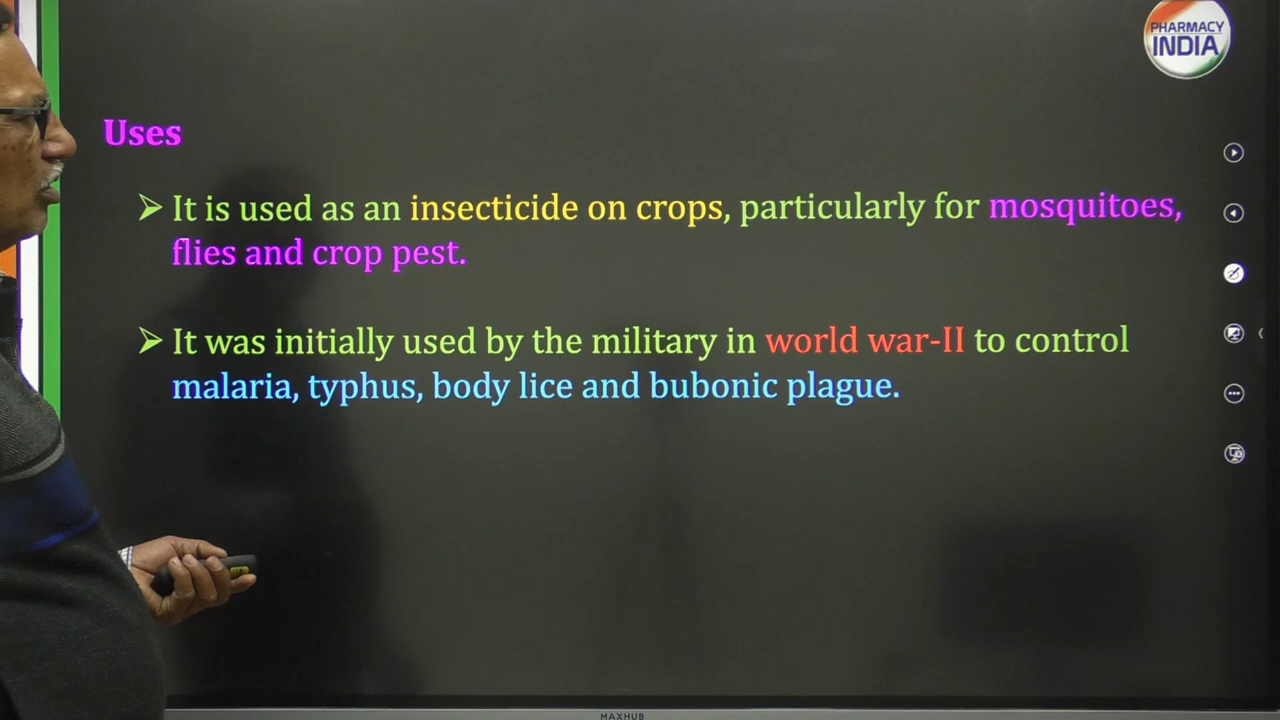 PHARMACY
INDIA
Uses
➢ It is used as an insecticide on crops, particularly for mosquitoes,
flies and crop pest.
➢ It was initially used by the military in world war-II to control
malaria, typhus, body lice and bubonic plague.
MAXHUB